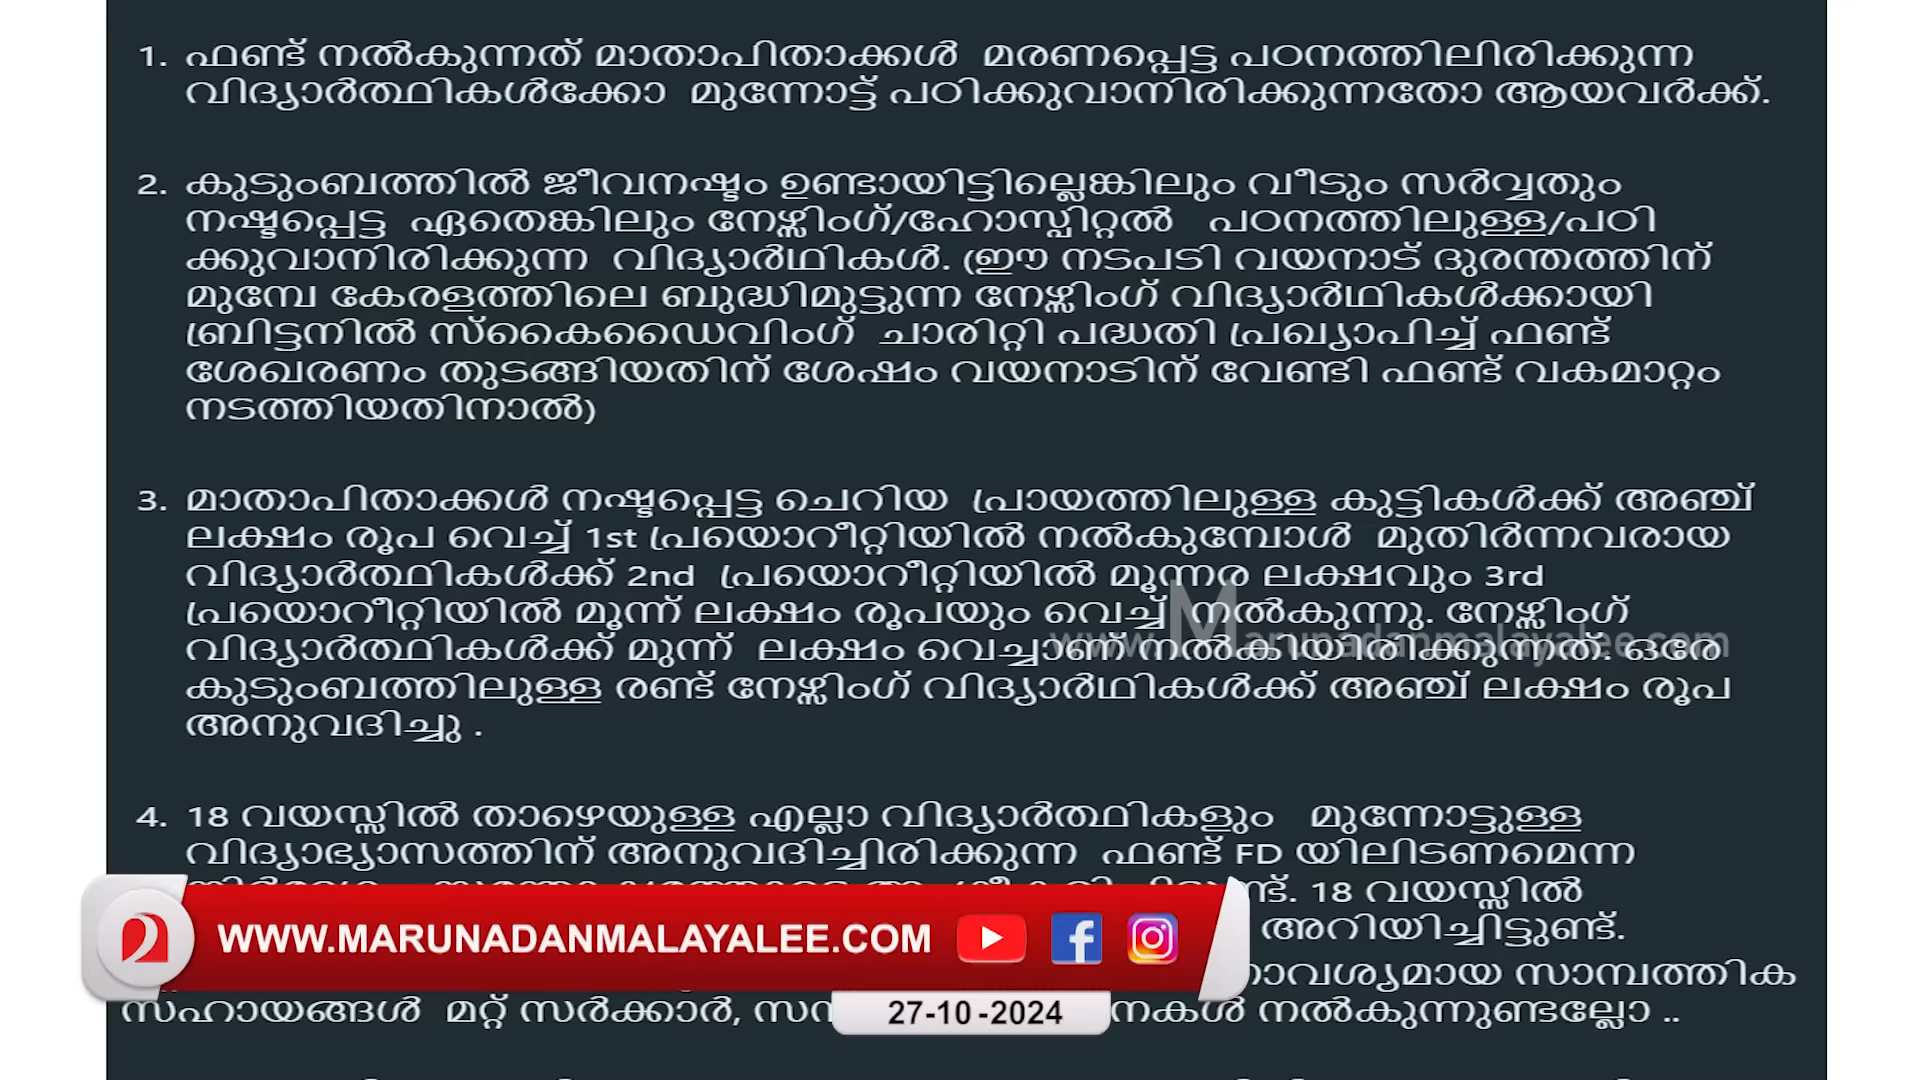 1. ഫണ്ട് നൽകുന്നത് മാതാപിതാക്കൾ മരണപ്പെട്ട പഠനത്തിലിരിക്കുന്ന
വിദ്യാർത്ഥികൾക്കോ മുന്നോട്ട് പഠിക്കുവാനിരിക്കുന്നതോ ആയവർക്ക്.
2. കുടുംബത്തിൽ ജീവനഷ്ടം ഉണ്ടായിട്ടില്ലെങ്കിലും വീടും സർവ്വതും
നഷ്ടപ്പെട്ട ഏതെങ്കിലും നേഴ്സിംഗ്/ഹോസ്പിറ്റൽ പഠനത്തിലുള്ള/പഠി
ക്കുവാനിരിക്കുന്ന വിദ്യാർഥികൾ. (ഈ നടപടി വയനാട് ദുരന്തത്തിന്
മുമ്പേ കേരളത്തിലെ ബുദ്ധിമുട്ടുന്ന നേഴ്സിംഗ് വിദ്യാർഥികൾക്കായി
ബ്രിട്ടനിൽ സ്കൈഡൈവിംഗ് ചാരിറ്റി പദ്ധതി പ്രഖ്യാപിച്ച് ഫണ്ട്
ശേഖരണം തുടങ്ങിയതിന് ശേഷം വയനാടിന് വേണ്ടി ഫണ്ട് വകമാറ്റം
നടത്തിയതിനാൽ)
3. മാതാപിതാക്കൾ നഷ്ടപ്പെട്ട ചെറിയ പ്രായത്തിലുള്ള കുട്ടികൾക്ക് അഞ്ച്
ലക്ഷം രൂപ വെച്ച് 1st പ്രയൊറീറ്റിയിൽ നൽകുമ്പോൾ മുതിർന്നവരായ
വിദ്യാർത്ഥികൾക്ക് 2nd പ്രയൊറീറ്റിയിൽ മൂന്നര ലക്ഷവും 3rd
പ്രയൊറീറ്റിയിൽ മൂന്ന് ലക്ഷം രൂപയും വെച്ച് നൽകുന്നു. നേഴ്സിംഗ്
www.Marunadanmalayalee.com
വിദ്യാർത്ഥികൾക്ക് മുന്ന് ലക്ഷം വെച്ചാണ് നൽകിയിരിക്കുന്നത്. ഒരേ
കുടുംബത്തിലുള്ള രണ്ട് നേഴ്സിംഗ് വിദ്യാർഥികൾക്ക് അഞ്ച് ലക്ഷം രൂപ
അനുവദിച്ചു .
4. 18 വയസ്സിൽ താഴെയുള്ള എല്ലാ വിദ്യാർത്ഥികളും മുന്നോട്ടുള്ള
വിദ്യാഭ്യാസത്തിന് അനുവദിച്ചിരിക്കുന്ന ഫണ്ട് FD യിലിടണമെന്ന
18 വയസ്സിൽ
അറിയിച്ചിട്ടുണ്ട്.
WWW.MARUNADANMALAYALEE.COM
സാമ്പത്തിക
സഹായങ്ങൾ മറ്റ് സർക്കാർ, നൽകുന്നുണ്ടല്ലോ ..
27-10-2024